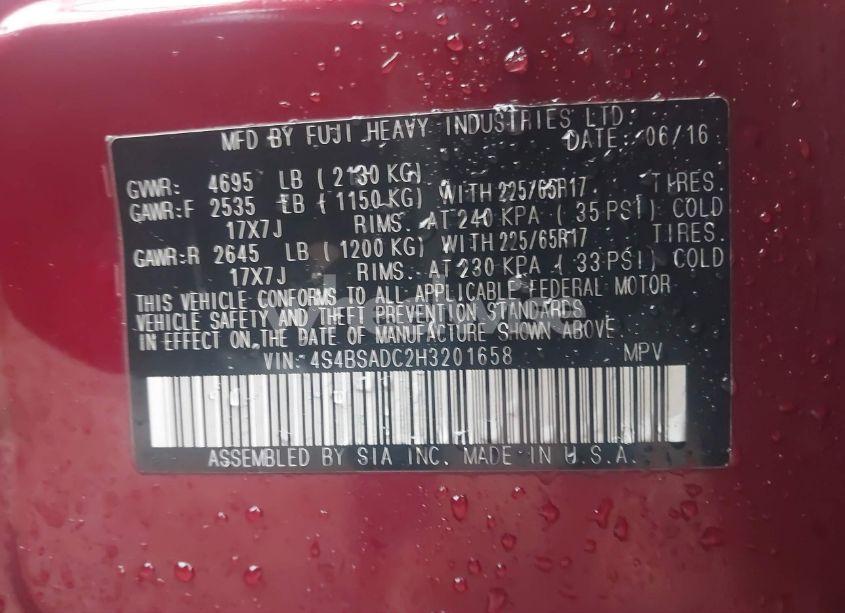 MFD BY FUJI HEAVY INDUSTRIES LTD.
DATE: 06/16
GVWR: 4695 LB ( 2130 KG)
GAWR:F 2535 LB ( 1150 KG) WITH 225/65R17 TIRES.
17X7J RIMS. AT 240 KPA ( 35 PSI) COLD
GAWR:R 2645 LB ( 1200 KG) WITH 225/65R17 TIRES.
17X7J RIMS. AT 230 KPA ( 33 PSI) COLD
THIS VEHICLE CONFORMS TO ALL APPLICABLE FEDERAL MOTOR
VEHICLE SAFETY AND THEFT PREVENTION STANDARDS
IN EFFECT ON THE DATE OF MANUFACTURE SHOWN ABOVE.
VIN: 4S4BSADC2H3201658 MPV
ASSEMBLED BY SIA INC. MADE IN U.S.A.